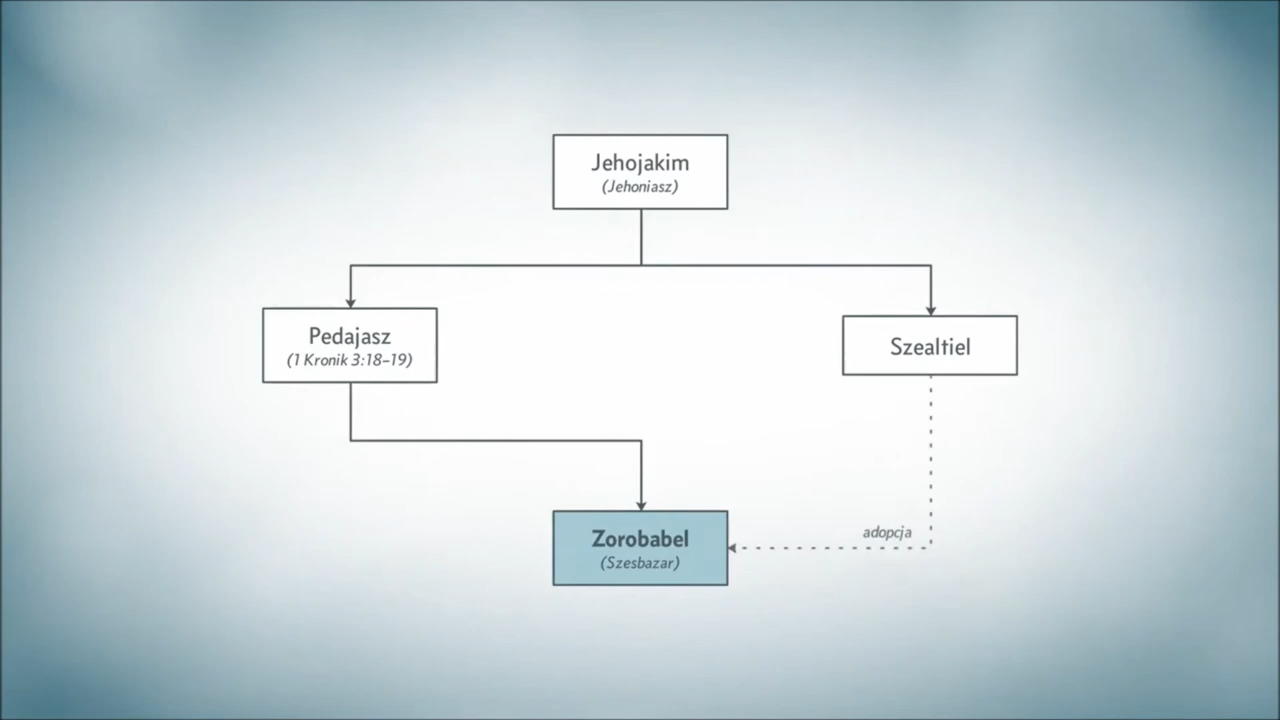 Jehojakim
(Jehoniasz)
Pedajasz
(1 Kronik 3:18–19)
Szealtiel
adopcja
Zorobabel
(Szesbazar)